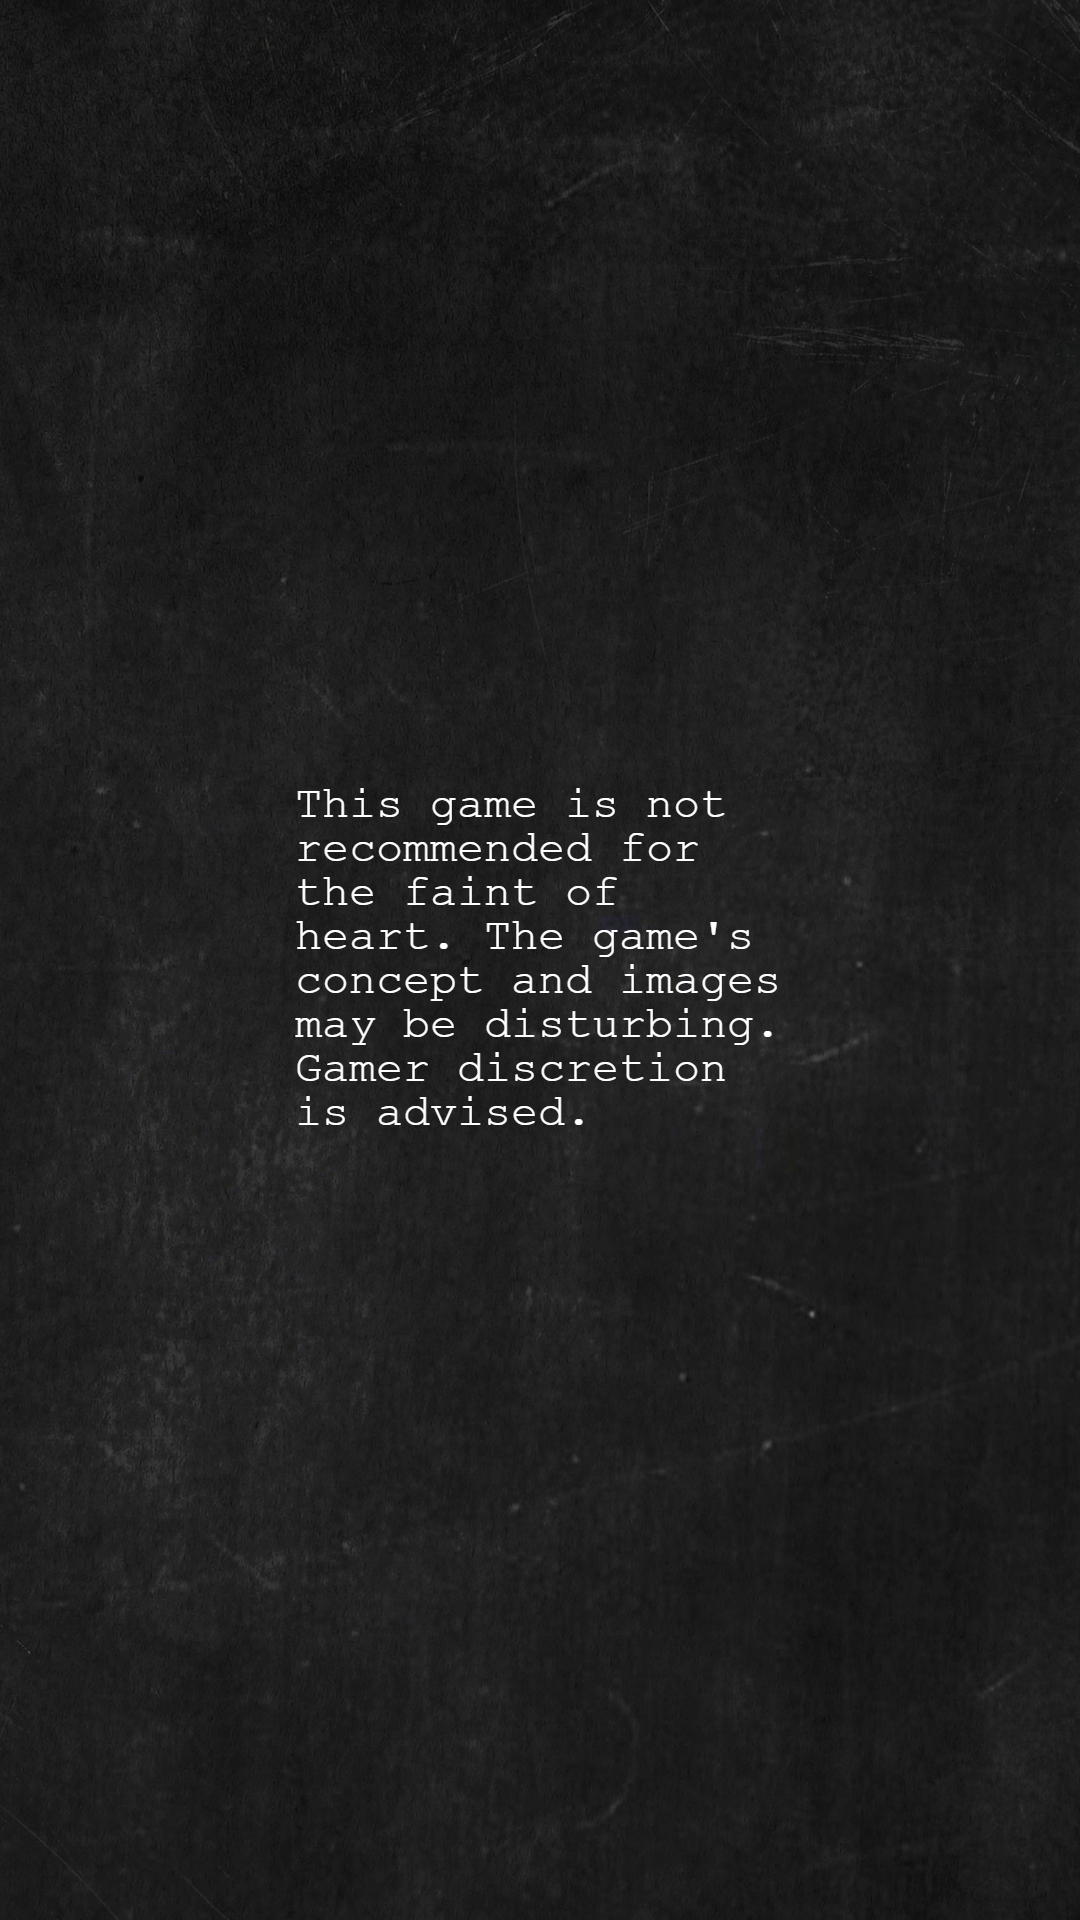 This game is not
recommended for
the faint of
heart. The game's
concept and images
may be disturbing.
Gamer discretion
is advised.